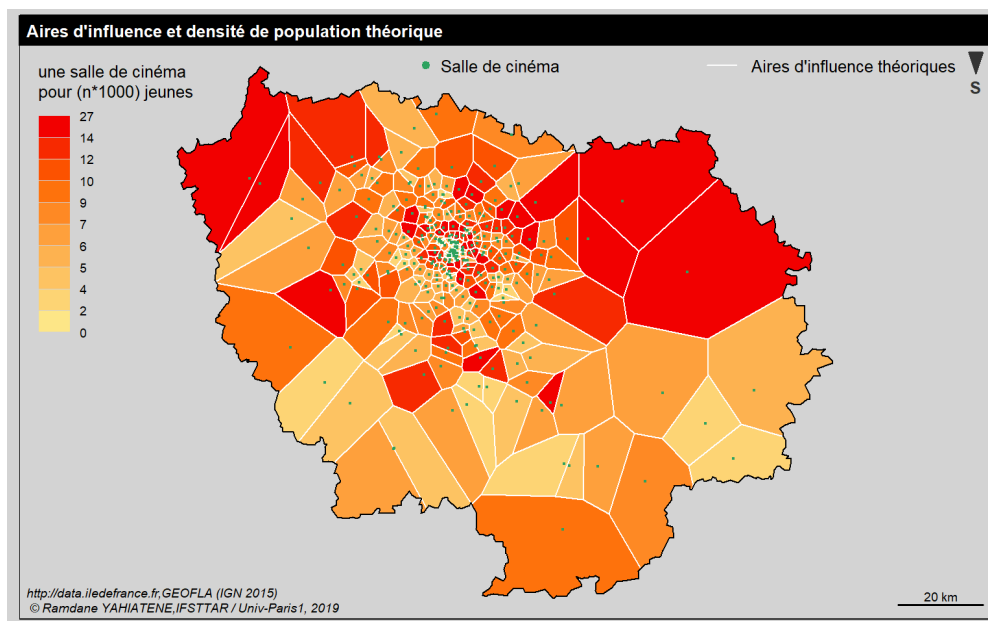 Aires d'influence et densité de population théorique
une salle de cinéma
pour (n*1000) jeunes
Salle de cinéma
Aires d'influence théoriques
S
27
14
12
10
9
7
6
5
4
2
0
http://data.iledefrance.fr,GEOFLA (IGN 2015)
© Ramdane YAHIATENE,IFSTTAR / Univ-Paris1, 2019
20 km